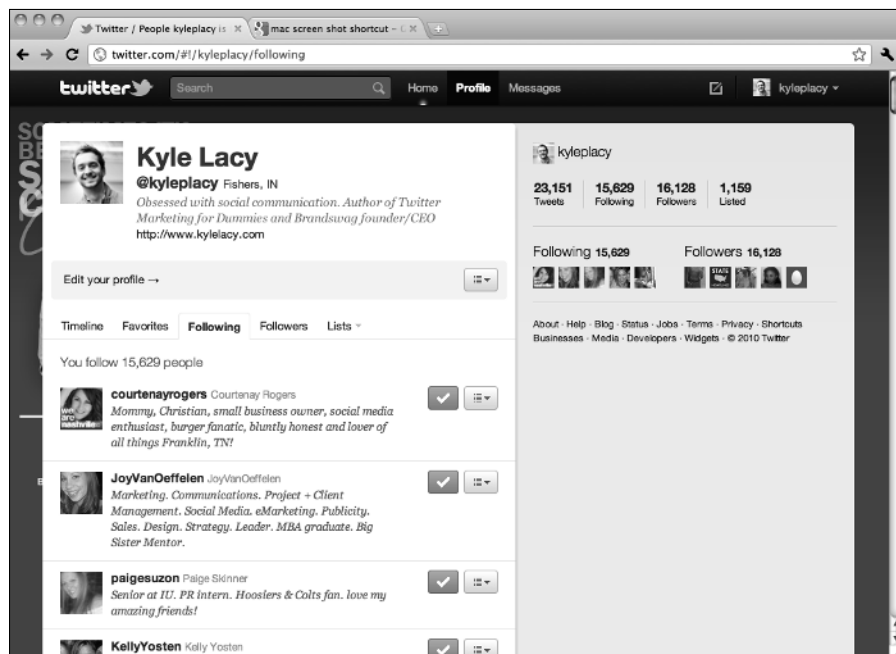 Twitter / People kyleplacy is
mac screen shot shortcut – G
twitter.com/#!/kyleplacy/following
twitter
Search
Home
Profile
Messages
kyleplacy
Kyle Lacy
@kyleplacy Fishers, IN
Obsessed with social communication. Author of Twitter
Marketing for Dummies and Brandswag founder/CEO
http://www.kylelacy.com
Edit your profile →
Timeline Favorites Following Followers Lists
You follow 15,629 people
courtenayrogers Courtenay Rogers
Mommy, Christian, small business owner, social media
enthusiast, burger fanatic, bluntly honest and lover of
all things Franklin, TN!
we
are
nashville
JoyVanOeffelen JoyVanOeffelen
Marketing. Communications. Project + Client
Management. Social Media. eMarketing. Publicity.
Sales. Design. Strategy. Leader. MBA graduate. Big
Sister Mentor.
paigesuzon Paige Skinner
Senior at IU. PR intern. Hoosiers & Colts fan. love my
amazing friends!
KellyYosten Kelly Yosten
kyleplacy
23,151 15,629 16,128 1,159
Tweets Following Followers Listed
Following 15,629 Followers 16,128
STATE
About · Help · Blog · Status · Jobs · Terms · Privacy · Shortcuts
Businesses · Media · Developers · Widgets · © 2010 Twitter